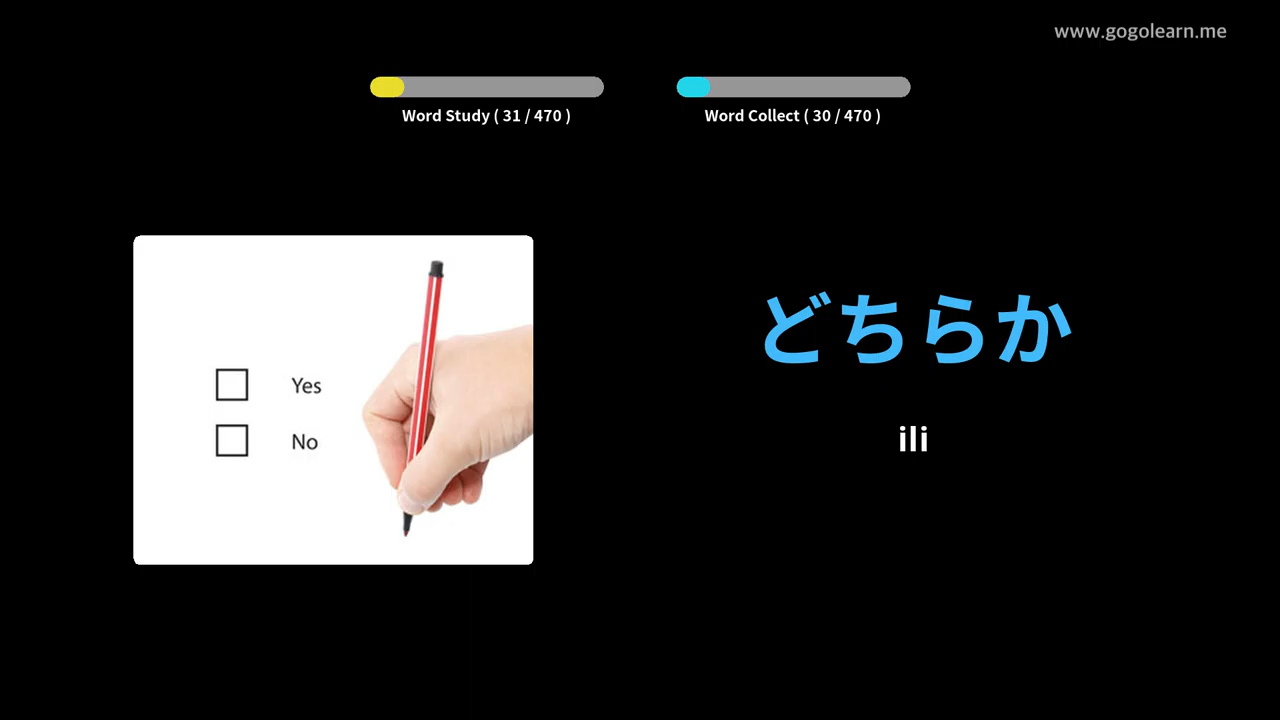 www.gogolearn.me
Word Study ( 31 / 470 )
Word Collect ( 30 / 470 )
Yes
No
どちらか
ili